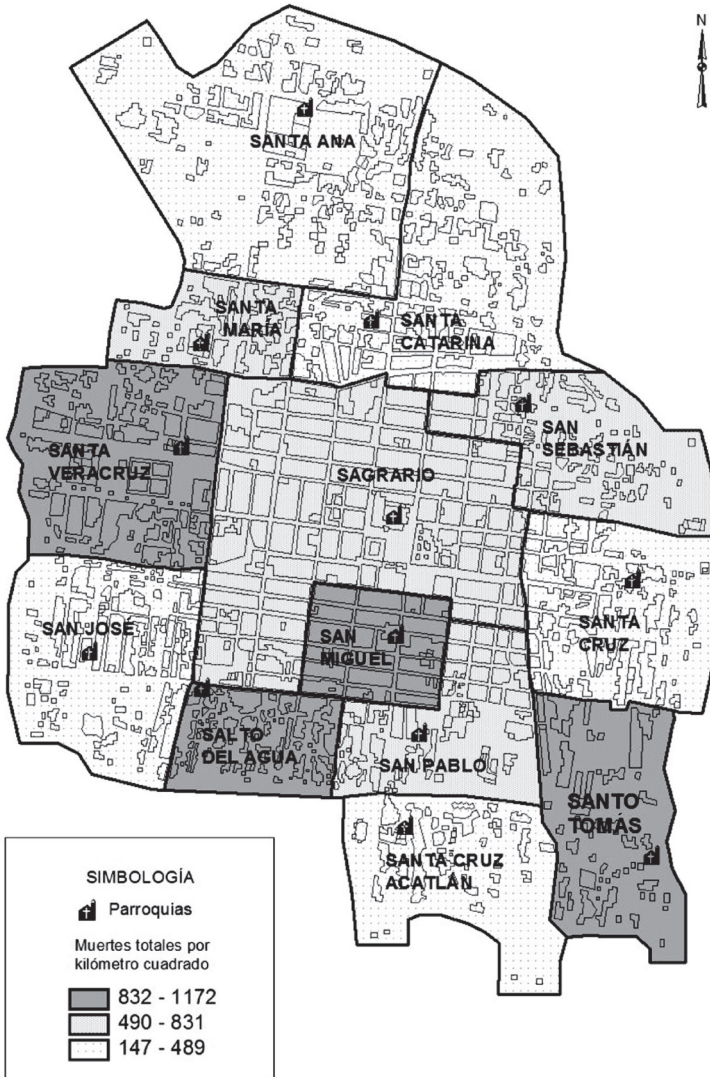 N
SANTA ANA
SANTA
MARÍA
SANTA
CATARINA
SAN
SEBASTIÁN
SANTA
VERACRUZ
SAGRARIO
SANTA
CRUZ
SAN JOSÉ
SAN
MIGUEL
SALTO
DEL AGUA
SAN PABLO
SANTO
TOMÁS
SANTA CRUZ
ACATLÁN
SIMBOLOGÍA
Parroquias
Muertes totales por
kilómetro cuadrado
832 - 1172
490 - 831
147 - 489